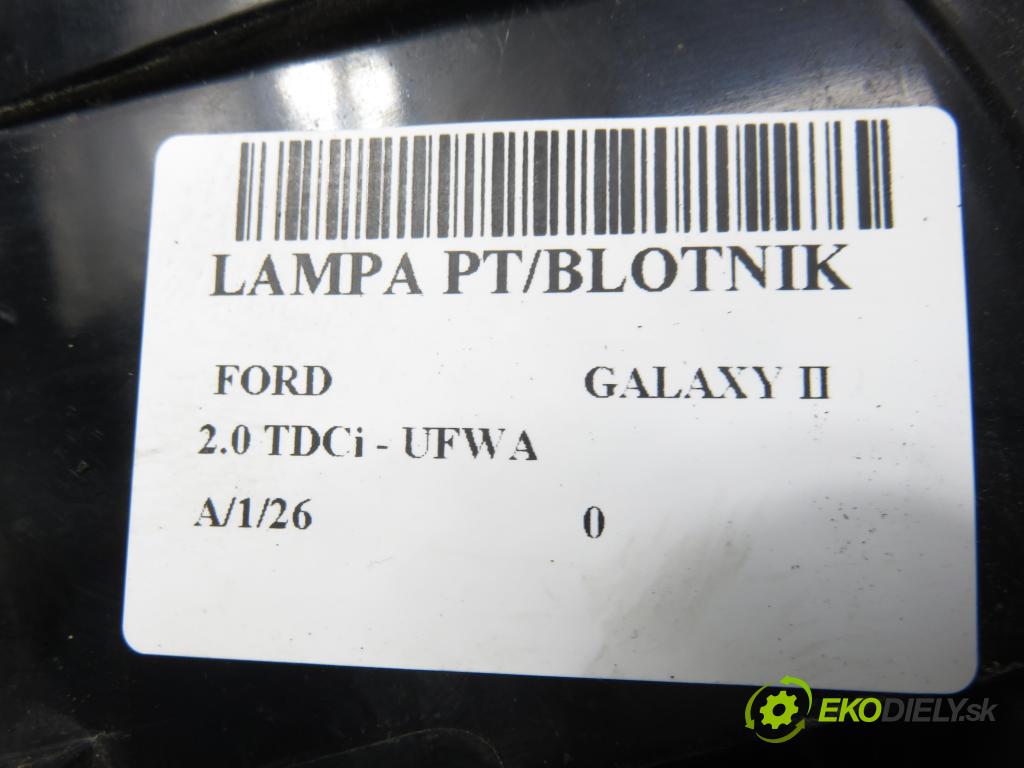 LAMPA PT/BLOTNIK
FORD GALAXY II
2.0 TDCi - UFWA
A/1/26 0
EKODIELY.sk